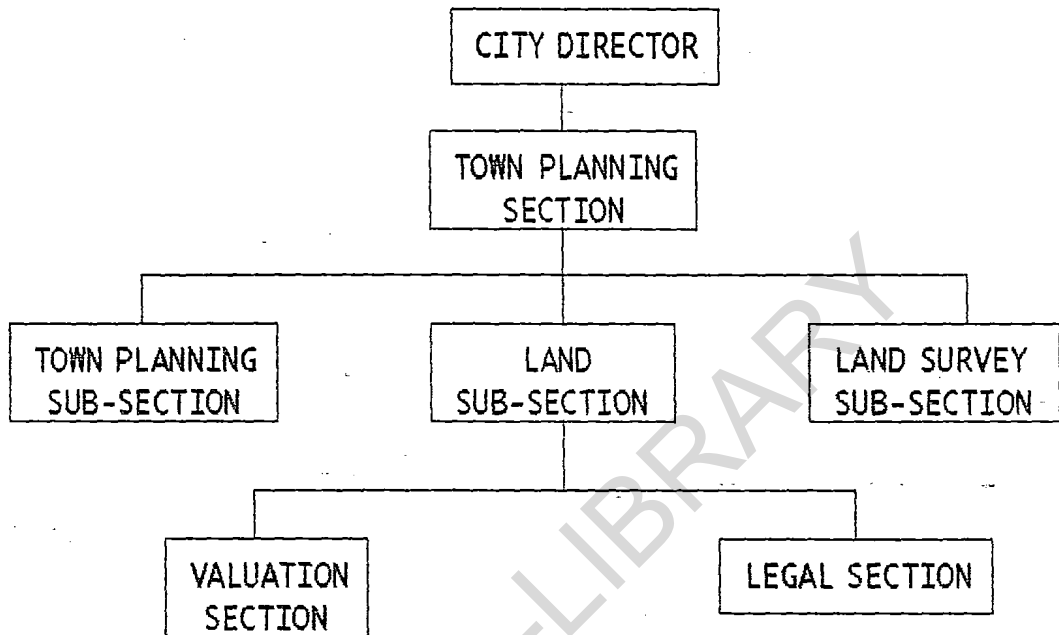 CITY DIRECTOR
TOWN PLANNING
SECTION
TOWN PLANNING
SUB-SECTION
LAND
SUB-SECTION
LAND SURVEY
SUB-SECTION
VALUATION
SECTION
LEGAL SECTION
-LIBRARY